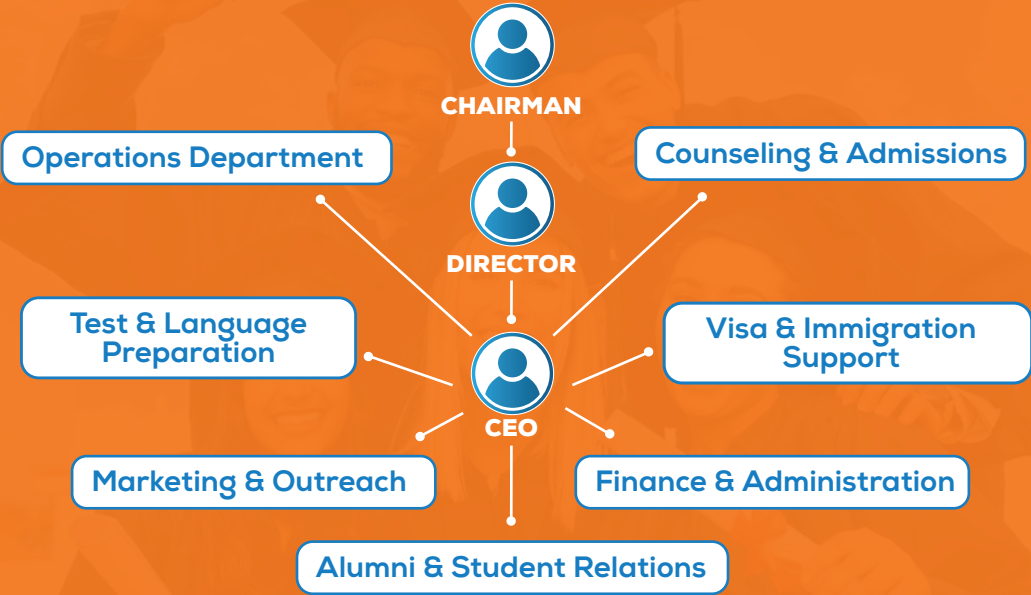 CHAIRMAN
Operations Department
Counseling & Admissions
DIRECTOR
Test & Language
Preparation
Visa & Immigration
Support
CEO
Marketing & Outreach
Finance & Administration
Alumni & Student Relations